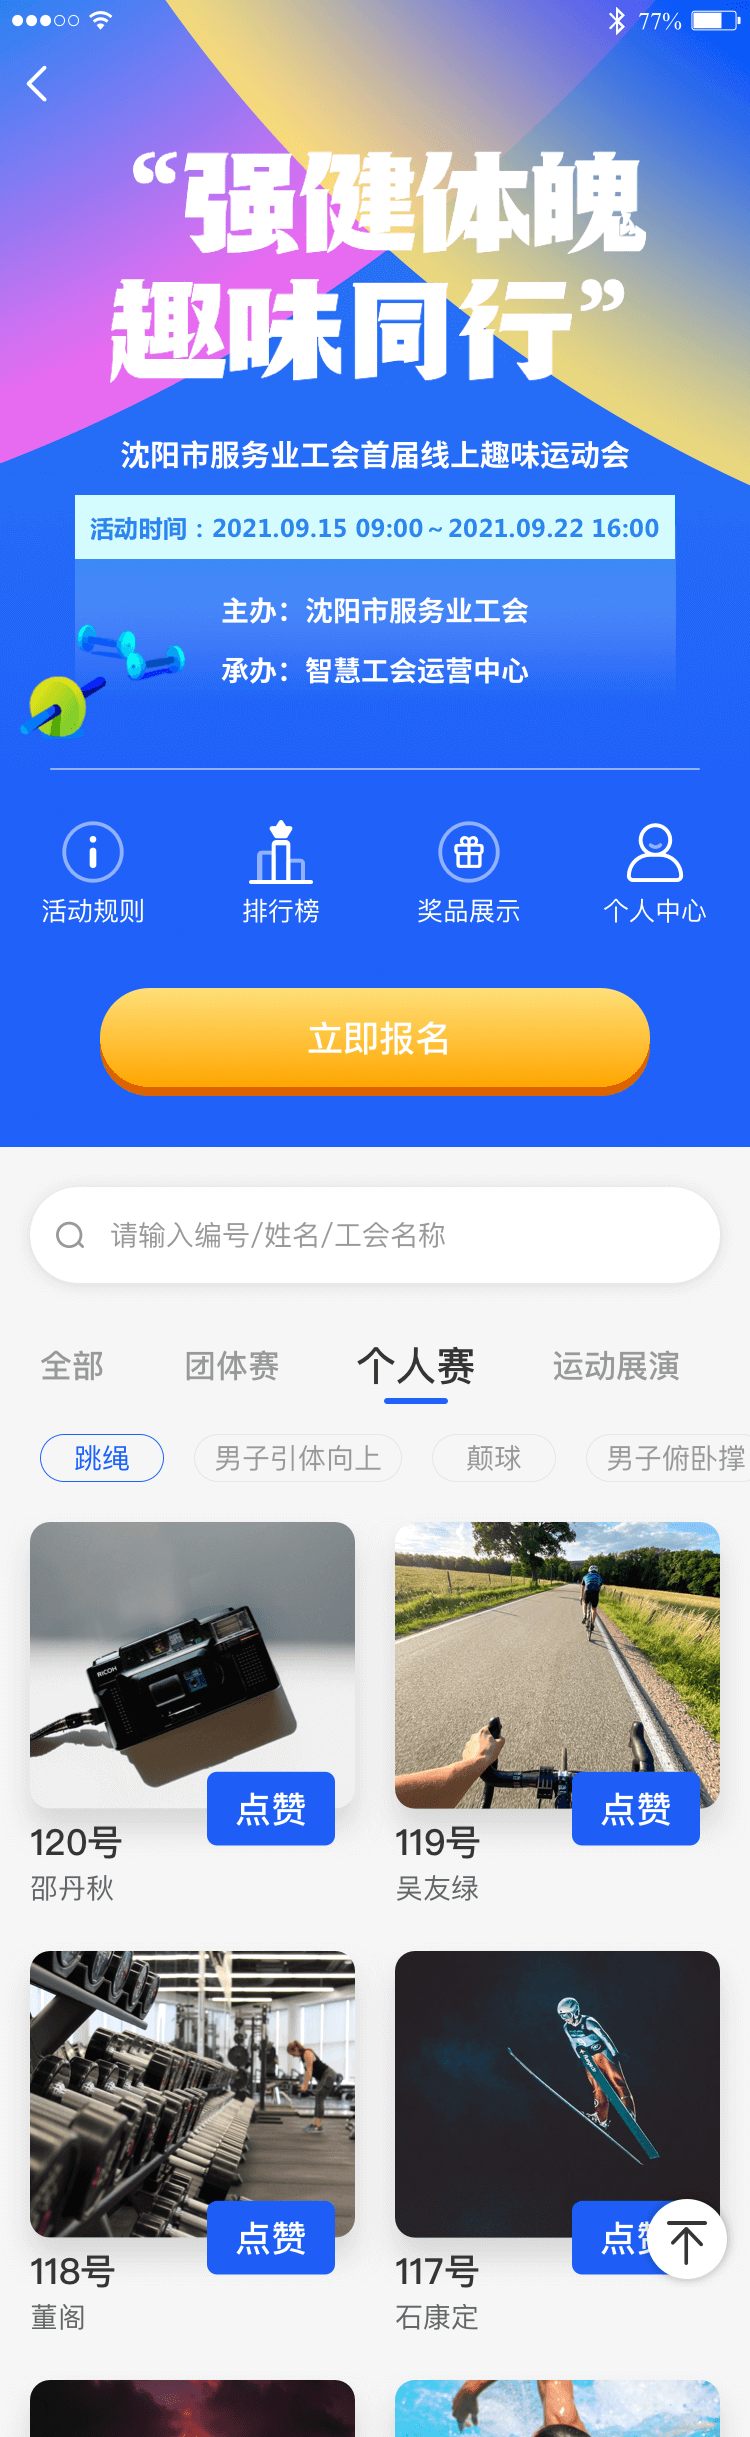 77%
“强健体魄
趣味同行”
沈阳市服务业工会首届线上趣味运动会
活动时间：2021.09.15 09:00～2021.09.22 16:00
主办：沈阳市服务业工会
承办：智慧工会运营中心
活动规则 排行榜 奖品展示 个人中心
立即报名
请输入编号/姓名/工会名称
全部 团体赛 个人赛 运动展演
跳绳 男子引体向上 颠球 男子俯卧撑
RICOH
点赞 点赞
120号 119号
邵丹秋 吴友绿
点赞 点
118号 117号
董阁 石康定